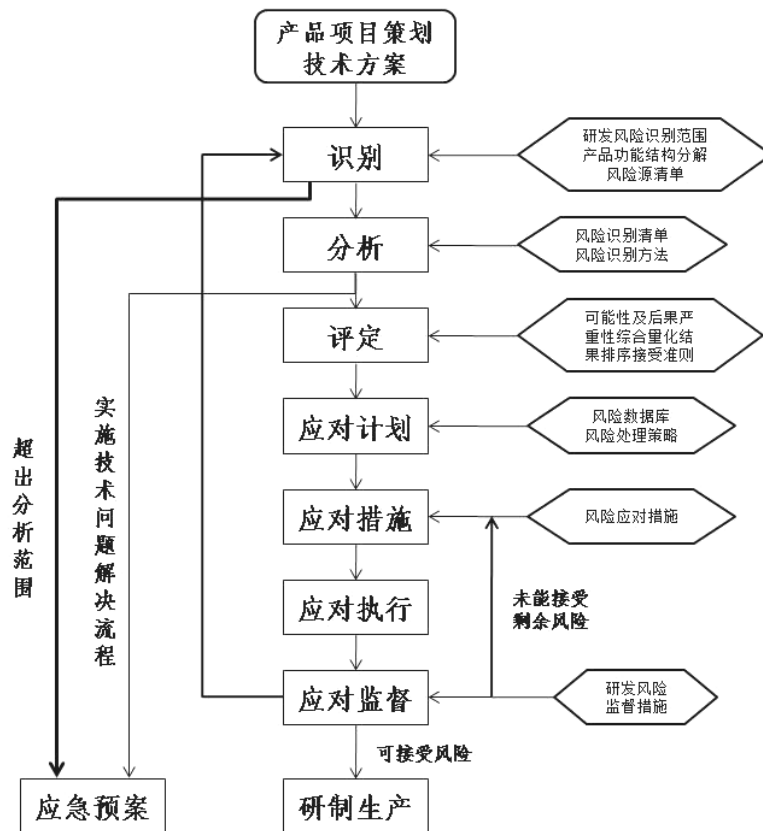 产品项目策划
技术方案
识别
研发风险识别范围
产品功能结构分解
风险源清单
分析
风险识别清单
风险识别方法
评定
可能性及后果严
重性综合量化结
果排序接受准则
应对计划
风险数据库
风险处理策略
超出分析范围
实施技术问题解决流程
应对措施
风险应对措施
未能接受
剩余风险
应对执行
应对监督
研发风险
监督措施
可接受风险
应急预案
研制生产